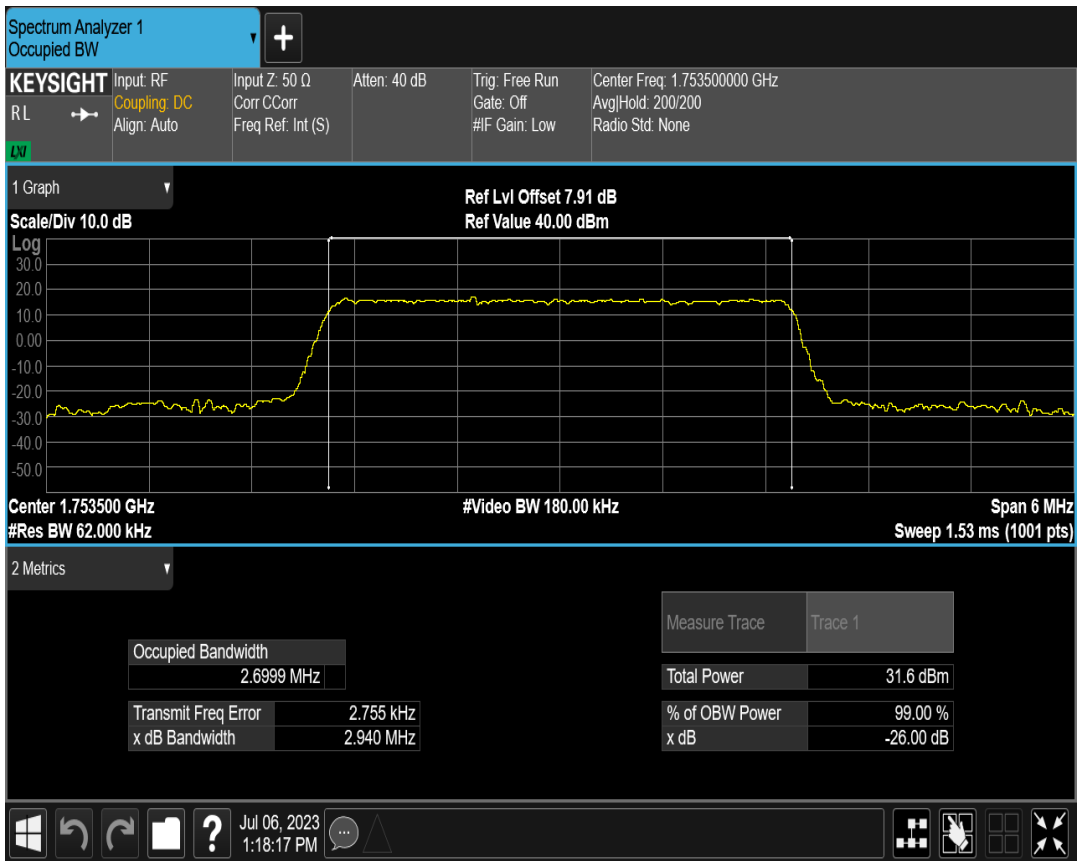 Spectrum Analyzer 1
Occupied BW
+
KEYSIGHT
RL
LXI
Input: RF
Coupling: DC
Align: Auto
Input Z: 50 Ω
Corr CCorr
Freq Ref: Int (S)
Atten: 40 dB
Trig: Free Run
Gate: Off
#IF Gain: Low
Center Freq: 1.753500000 GHz
Avg|Hold: 200/200
Radio Std: None
1 Graph
Scale/Div 10.0 dB
Ref Lvl Offset 7.91 dB
Ref Value 40.00 dBm
Log
30.0
20.0
10.0
0.00
-10.0
-20.0
-30.0
-40.0
-50.0
Center 1.753500 GHz
#Video BW 180.00 kHz
Span 6 MHz
#Res BW 62.000 kHz
Sweep 1.53 ms (1001 pts)
2 Metrics
Measure Trace Trace 1
Occupied Bandwidth
2.6999 MHz
Total Power 31.6 dBm
Transmit Freq Error 2.755 kHz
% of OBW Power 99.00 %
x dB Bandwidth 2.940 MHz
x dB -26.00 dB
?
Jul 06, 2023
1:18:17 PM